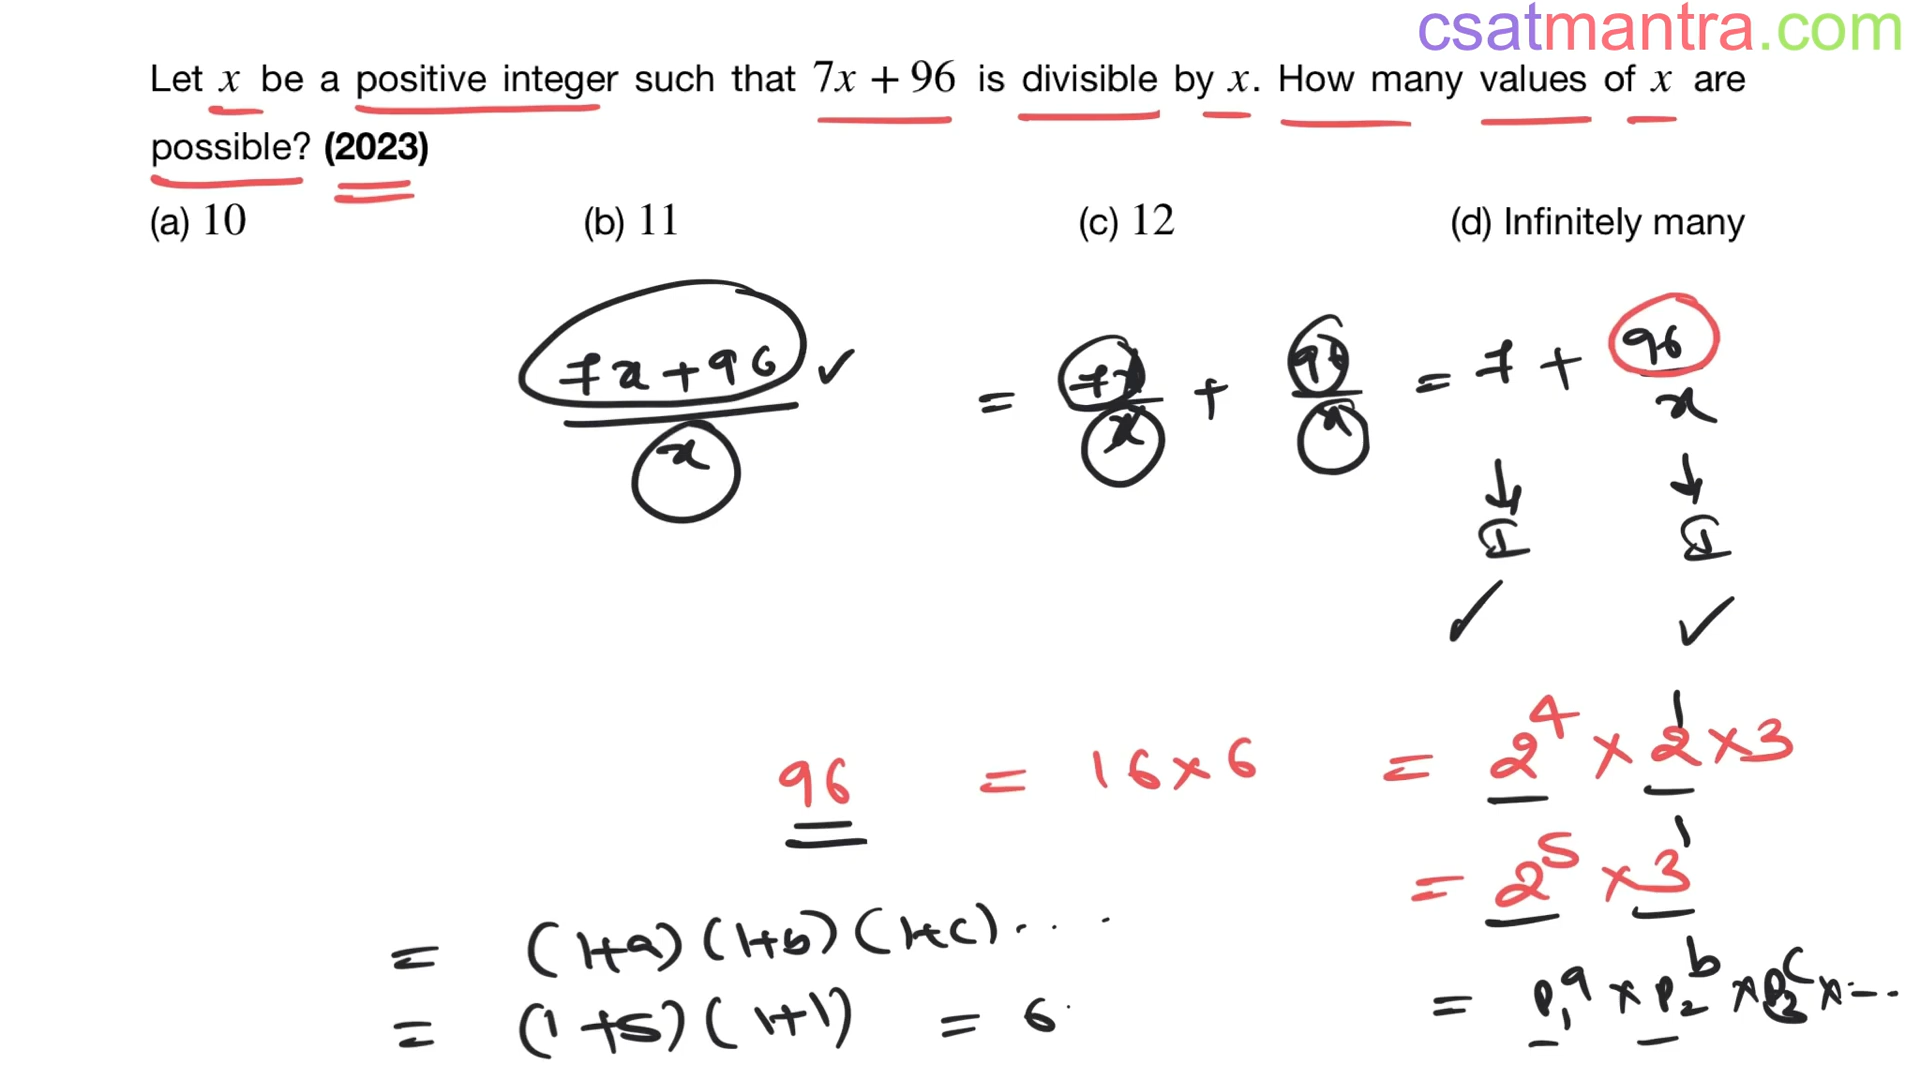 csatmantra.com
Let x be a positive integer such that 7x + 96 is divisible by x. How many values of x are
possible? (2023)
(a) 10 (b) 11 (c) 12 (d) Infinitely many
7x+96 / x = 7x / x + 96 / x = 7 + 96 / x
I I
96 = 16 × 6 = 2^4 × 2^1 × 3
= 2^5 × 3^1
= (1+a)(1+b)(1+c)....
= P₁^a × P₂^b × P₃^c × ...
= (1+5)(1+1) = 6